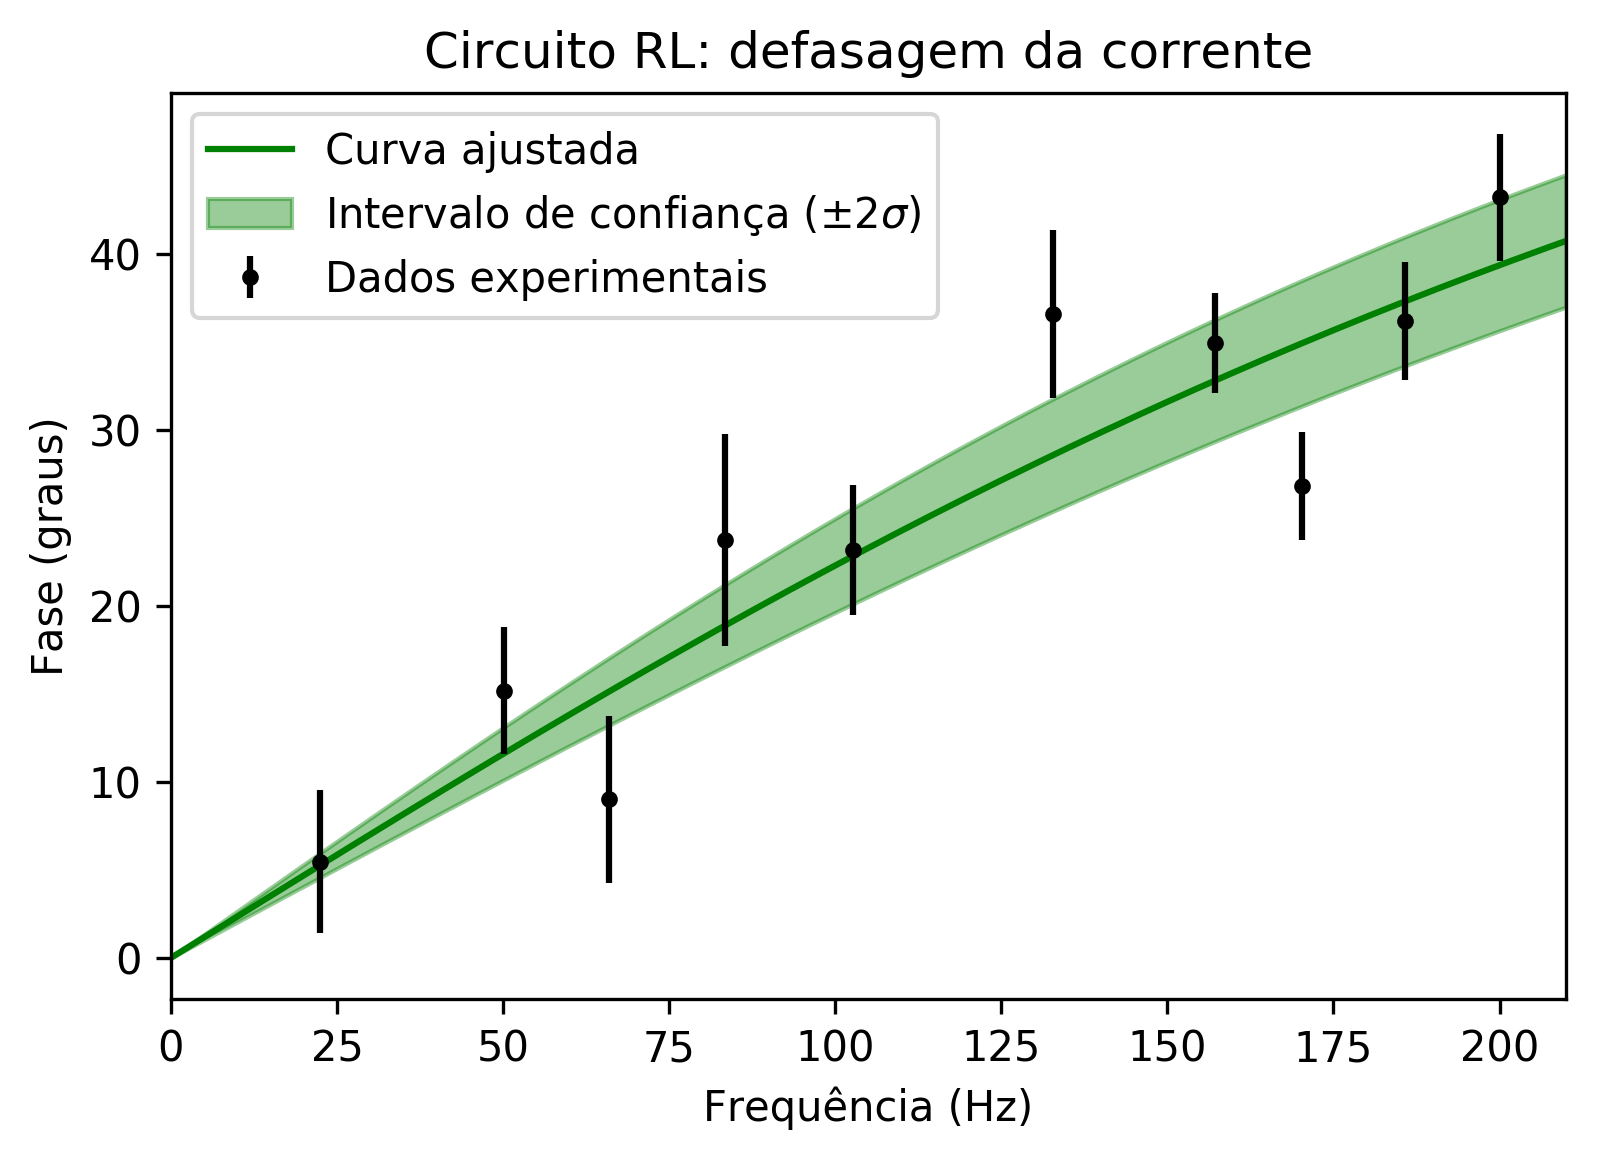 Circuito RL: defasagem da corrente
Curva ajustada
Intervalo de confiança (±2σ)
Dados experimentais
Fase (graus)
40
30
20
10
0
0 25 50 75 100 125 150 175 200
Frequência (Hz)